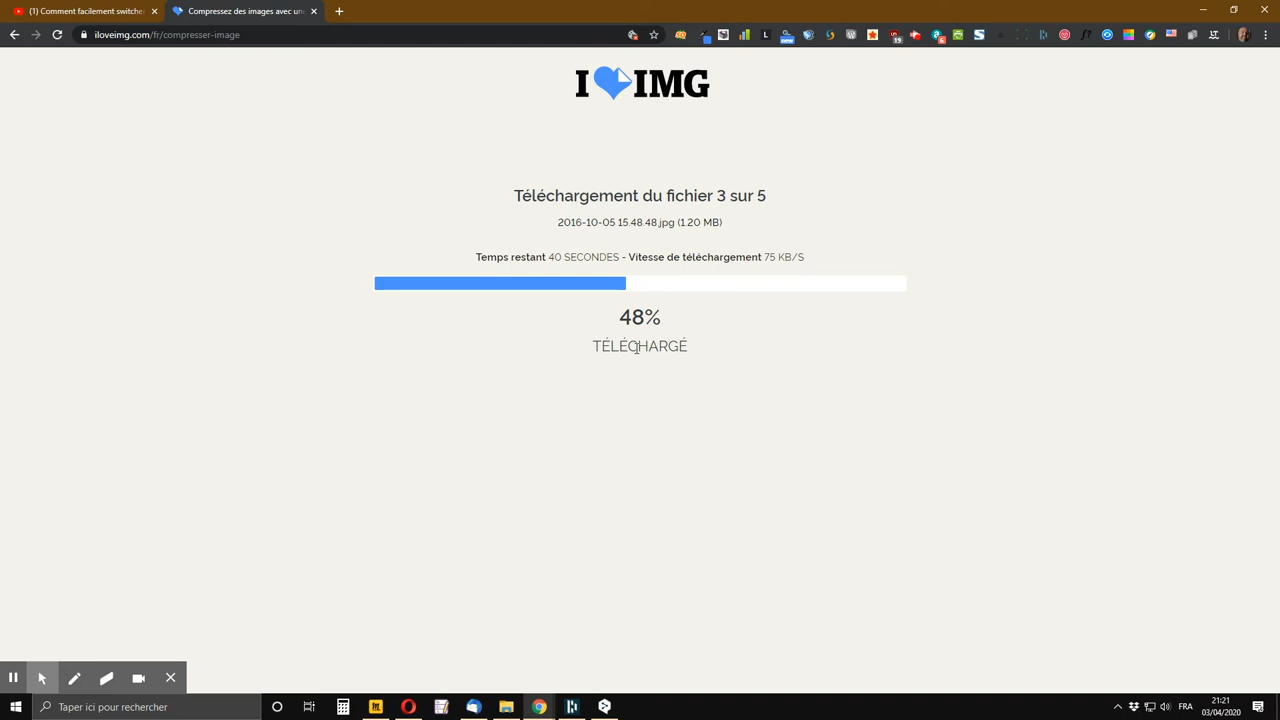 (1) Comment facilement switcher
Compressez des images avec une
iloveimg.com/fr/compresser-image
I IMG
Téléchargement du fichier 3 sur 5
2016-10-05 15.48.48.jpg (1.20 MB)
Temps restant 40 SECONDES - Vitesse de téléchargement 75 KB/S
48%
TÉLÉCHARGÉ
Taper ici pour rechercher
FRA
21:21
03/04/2020